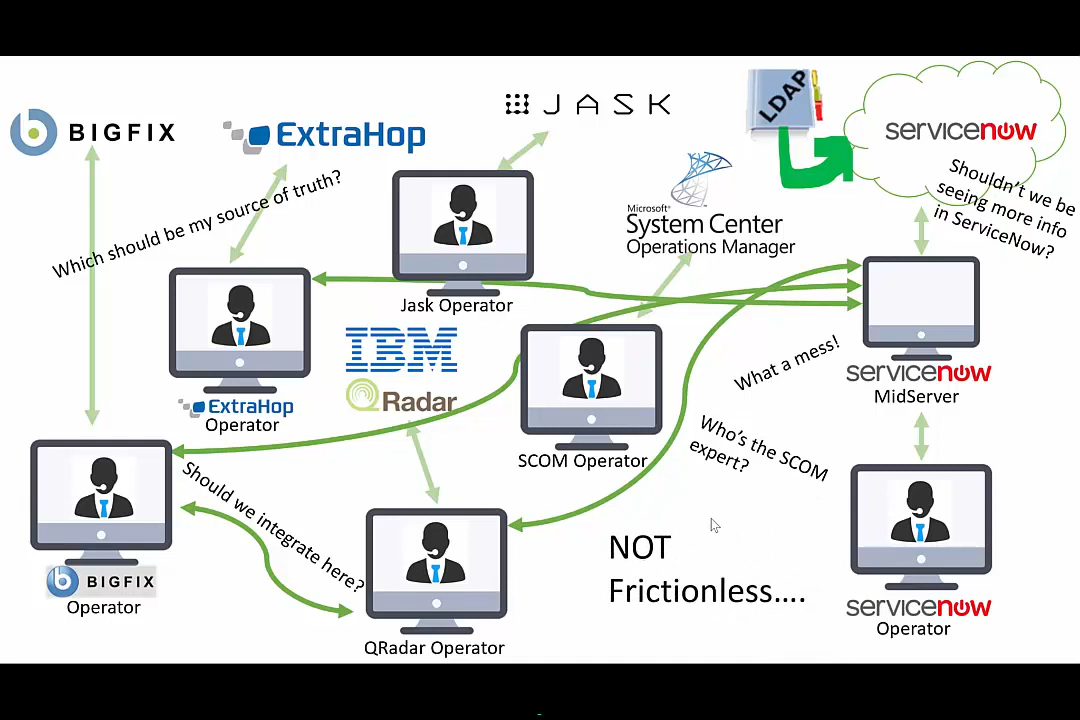 BIGFIX
ExtraHop
JASK
LDAP
servicenow
Shouldn't we be
seeing more info
in ServiceNow?
Which should be my source of truth?
Microsoft®
System Center
Operations Manager
Jask Operator
IBM
QRadar
ExtraHop
Operator
What a mess!
servicenow
MidServer
SCOM Operator
Who's the SCOM
expert?
Should we integrate here?
NOT
Frictionless....
BIGFIX
Operator
QRadar Operator
servicenow
Operator